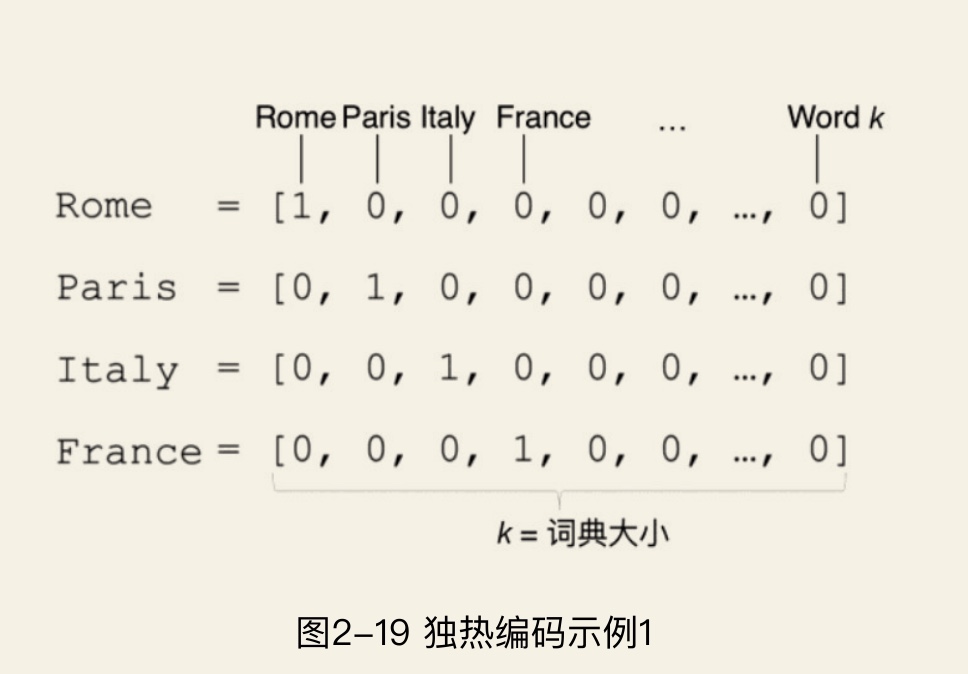 Rome Paris Italy France ... Word k
Rome = [1, 0, 0, 0, 0, 0, …, 0]
Paris = [0, 1, 0, 0, 0, 0, …, 0]
Italy = [0, 0, 1, 0, 0, 0, …, 0]
France = [0, 0, 0, 1, 0, 0, …, 0]
k = 词典大小
图2-19 独热编码示例1